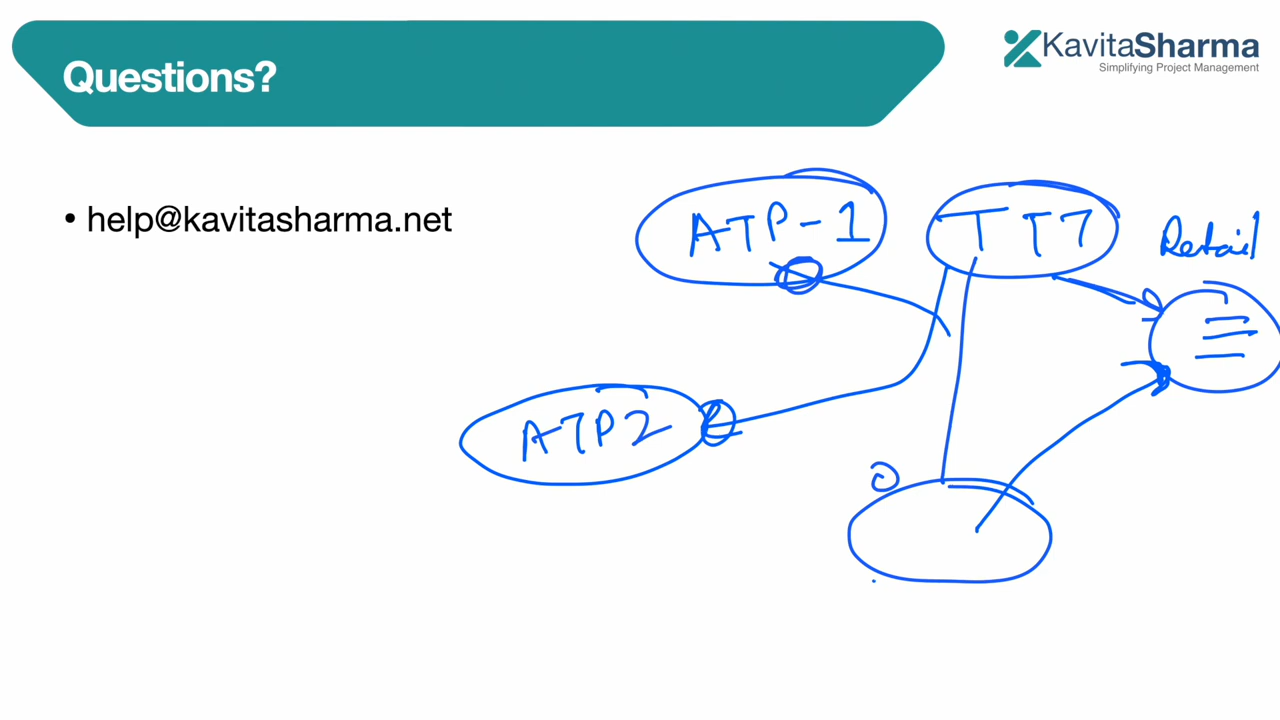 Questions?
KavitaSharma
Simplifying Project Management
• help@kavitasharma.net
ATP-1
TT7
Retail
ATP2